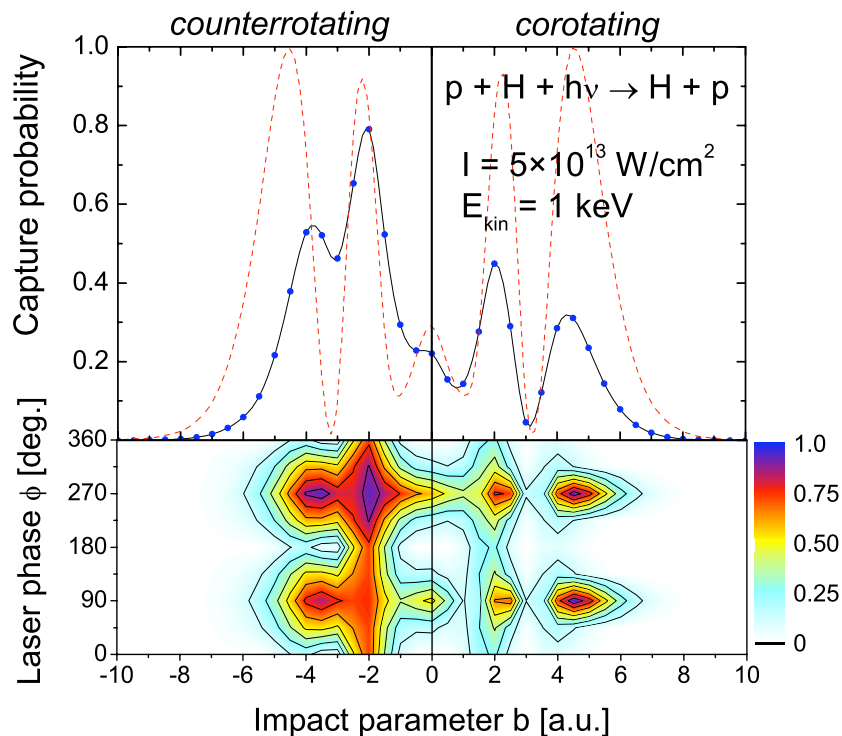 counterrotating corotating
1.0
0.8
0.6
0.4
0.2
Capture probability
p + H + hν → H + p
I = 5×10^13 W/cm^2
E_kin = 1 keV
360
270
180
90
0
Laser phase ϕ [deg.]
1.0
0.75
0.50
0.25
0
-10 -8 -6 -4 -2 0 2 4 6 8 10
Impact parameter b [a.u.]